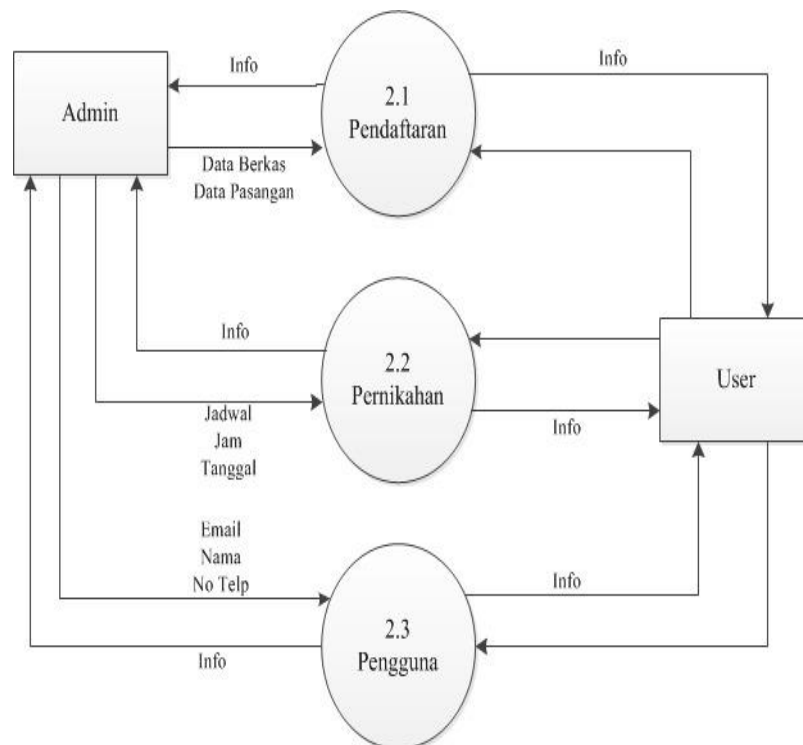 Info
Info
2.1
Pendaftaran
Admin
Data Berkas
Data Pasangan
Info
2.2
Pernikahan
User
Jadwal
Jam
Tanggal
Info
Email
Nama
No Telp
Info
2.3
Pengguna
Info